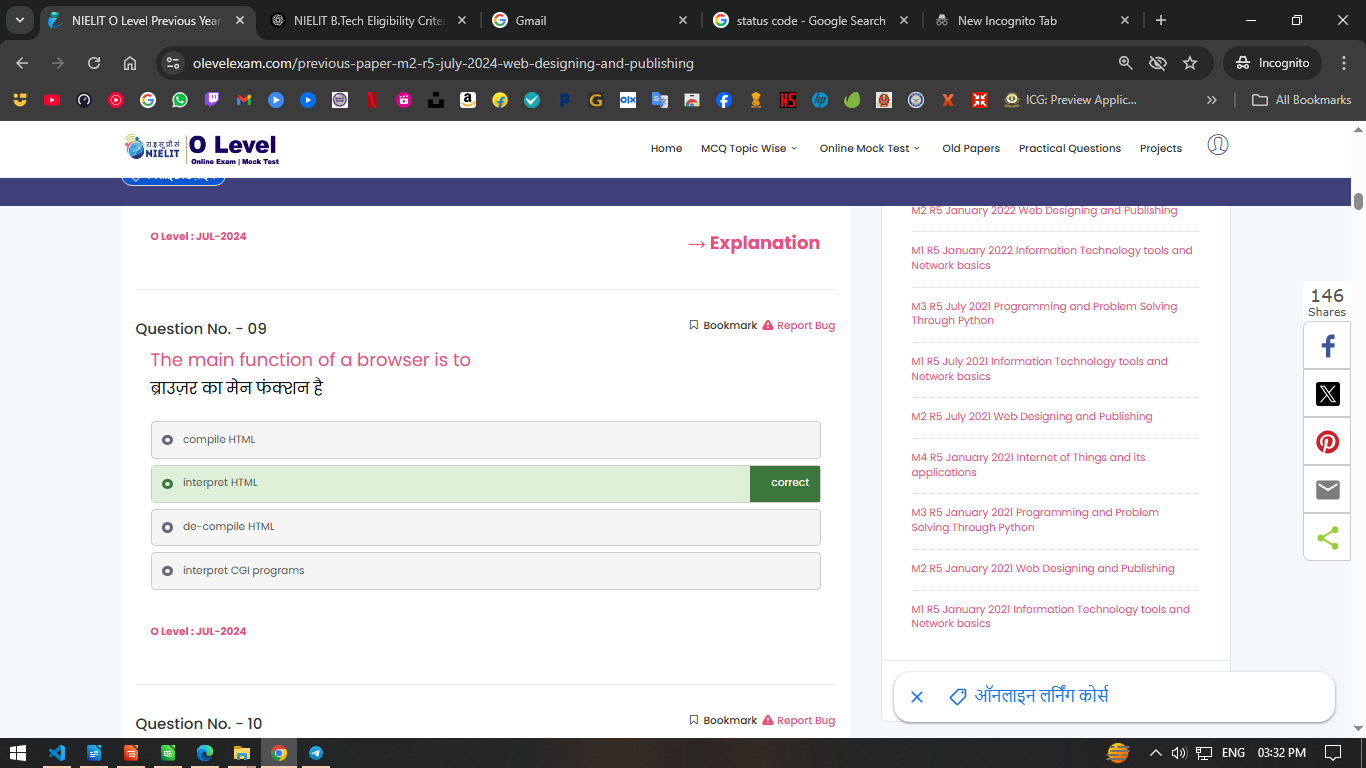 NIELIT O Level Previous Year
NIELIT B.Tech Eligibility Crite
Gmail
status code - Google Search
New Incognito Tab
olevelexam.com/previous-paper-m2-r5-july-2024-web-designing-and-publishing
Incognito
ICG: Preview Applic...
All Bookmarks
NIELIT
O Level
Online Exam | Mock Test
Home
MCQ Topic Wise
Online Mock Test
Old Papers
Practical Questions
Projects
O Level : JUL-2024
→ Explanation
Question No. - 09
Bookmark
Report Bug
The main function of a browser is to
ब्राउज़र का मेन फंक्शन है
compile HTML
interpret HTML
correct
de-compile HTML
interpret CGI programs
O Level : JUL-2024
Question No. - 10
Bookmark
Report Bug
M2 R5 January 2022 Web Designing and Publishing
M1 R5 January 2022 Information Technology tools and
Network basics
M3 R5 July 2021 Programming and Problem Solving
Through Python
M1 R5 July 2021 Information Technology tools and
Network basics
M2 R5 July 2021 Web Designing and Publishing
M4 R5 January 2021 Internet of Things and its
applications
M3 R5 January 2021 Programming and Problem
Solving Through Python
M2 R5 January 2021 Web Designing and Publishing
M1 R5 January 2021 Information Technology tools and
Network basics
146
Shares
ऑनलाइन लर्निंग कोर्स
ENG
03:32 PM